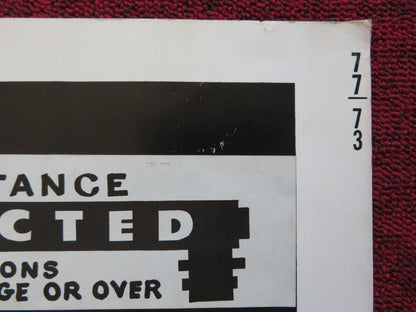 77/73
TANCE
CTED
ONS
GE OR OVER